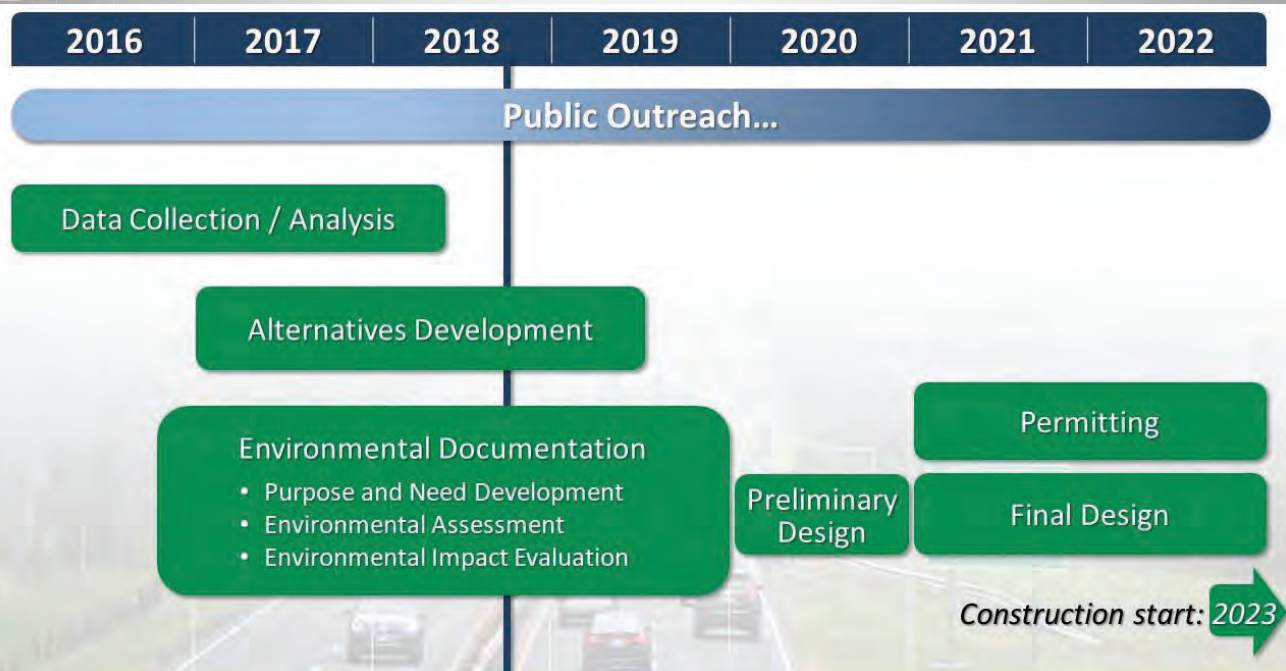 2016 2017 2018 2019 2020 2021 2022
Public Outreach...
Data Collection / Analysis
Alternatives Development
Environmental Documentation
• Purpose and Need Development
• Environmental Assessment
• Environmental Impact Evaluation
Preliminary
Design
Permitting
Final Design
Construction start: 2023